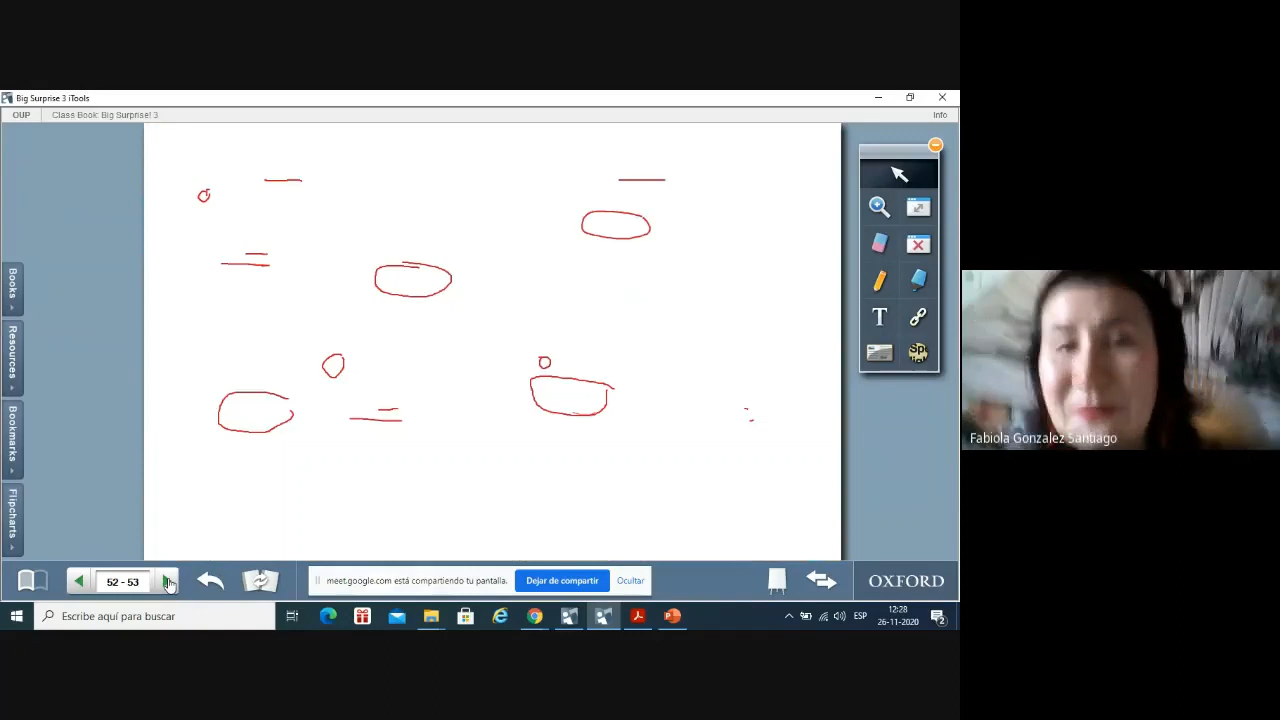 Big Surprise 3 iTools
OUP Class Book: Big Surprise! 3 Info
Books
Resources
Bookmarks
Flipcharts
T
Fabiola Gonzalez Santiago
52 - 53
meet.google.com está compartiendo tu pantalla. Dejar de compartir Ocultar
OXFORD
Escribe aquí para buscar
ESP
12:28
26-11-2020
2